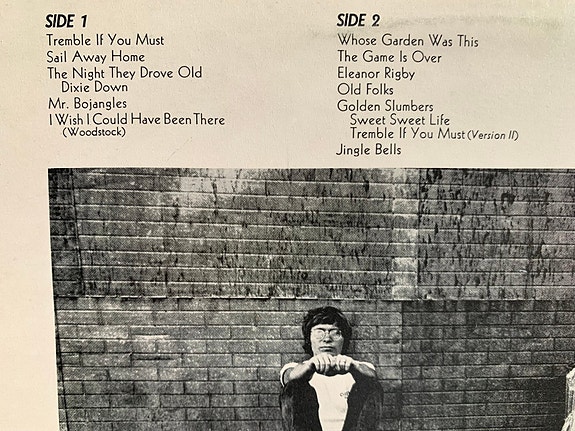 SIDE 1
Tremble If You Must
Sail Away Home
The Night They Drove Old
Dixie Down
Mr. Bojangles
I Wish I Could Have Been There
(Woodstock)
SIDE 2
Whose Garden Was This
The Game Is Over
Eleanor Rigby
Old Folks
Golden Slumbers
Sweet Sweet Life
Tremble If You Must (Version II)
Jingle Bells